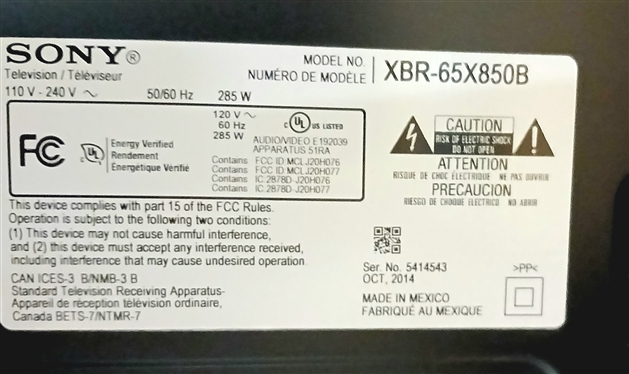 SONY®
Television / Téléviseur
MODEL NO.
NUMÉRO DE MODÈLE
XBR-65X850B
110 V - 240 V ~ 50/60 Hz 285 W
FC
UL
Energy Verified
Rendement
Énergétique Vérifié
120 V ~
60 Hz
285 W
C UL US LISTED
AUDIO/VIDEO E192039
APPARATUS 51RA
Contains FCC ID:MCLJ20H076
Contains FCC ID:MCLJ20H077
Contains IC:2878D-J20H076
Contains IC:2878D-J20H077
CAUTION
RISK OF ELECTRIC SHOCK
DO NOT OPEN
ATTENTION
RISQUE DE CHOC ÉLECTRIQUE NE PAS OUVRIR
PRECAUCION
RIESGO DE CHOQUE ELECTRICO NO ABRIR
This device complies with part 15 of the FCC Rules.
Operation is subject to the following two conditions:
(1) This device may not cause harmful interference,
and (2) this device must accept any interference received,
including interference that may cause undesired operation.
CAN ICES-3 B/NMB-3 B
Standard Television Receiving Apparatus-
Appareil de réception télévision ordinaire,
Canada BETS-7/NTMR-7
Ser. No. 5414543
OCT, 2014
MADE IN MEXICO
FABRIQUÉ AU MEXIQUE
>PP<